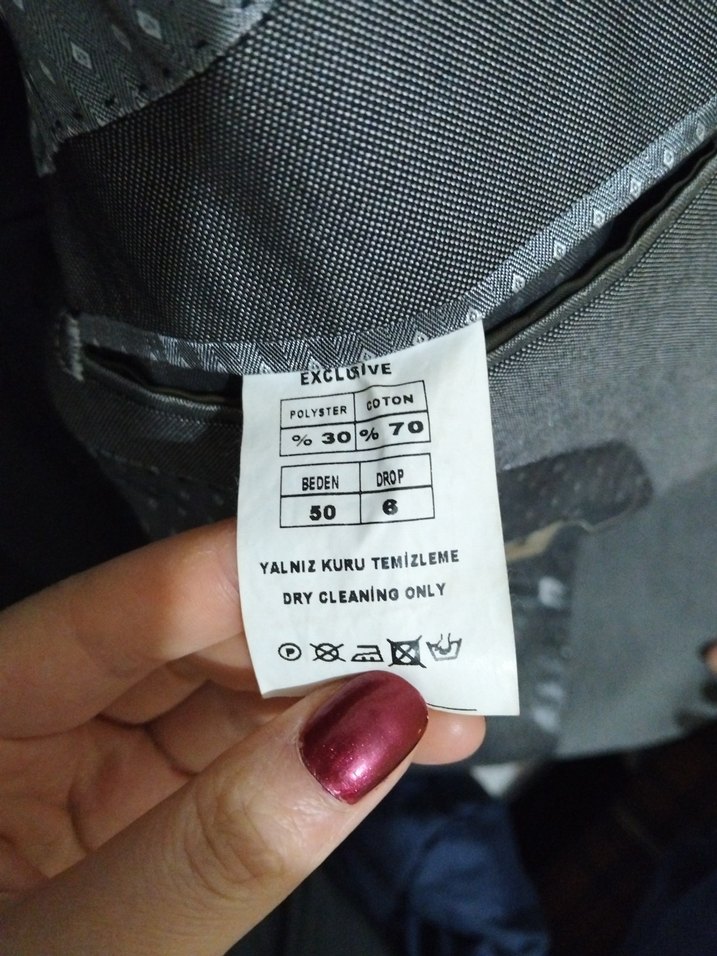 EXCLUSIVE
POLYSTER COTON
% 30 % 70
BEDEN DROP
50 6
YALNIZ KURU TEMİZLEME
DRY CLEANİNG ONLY
P